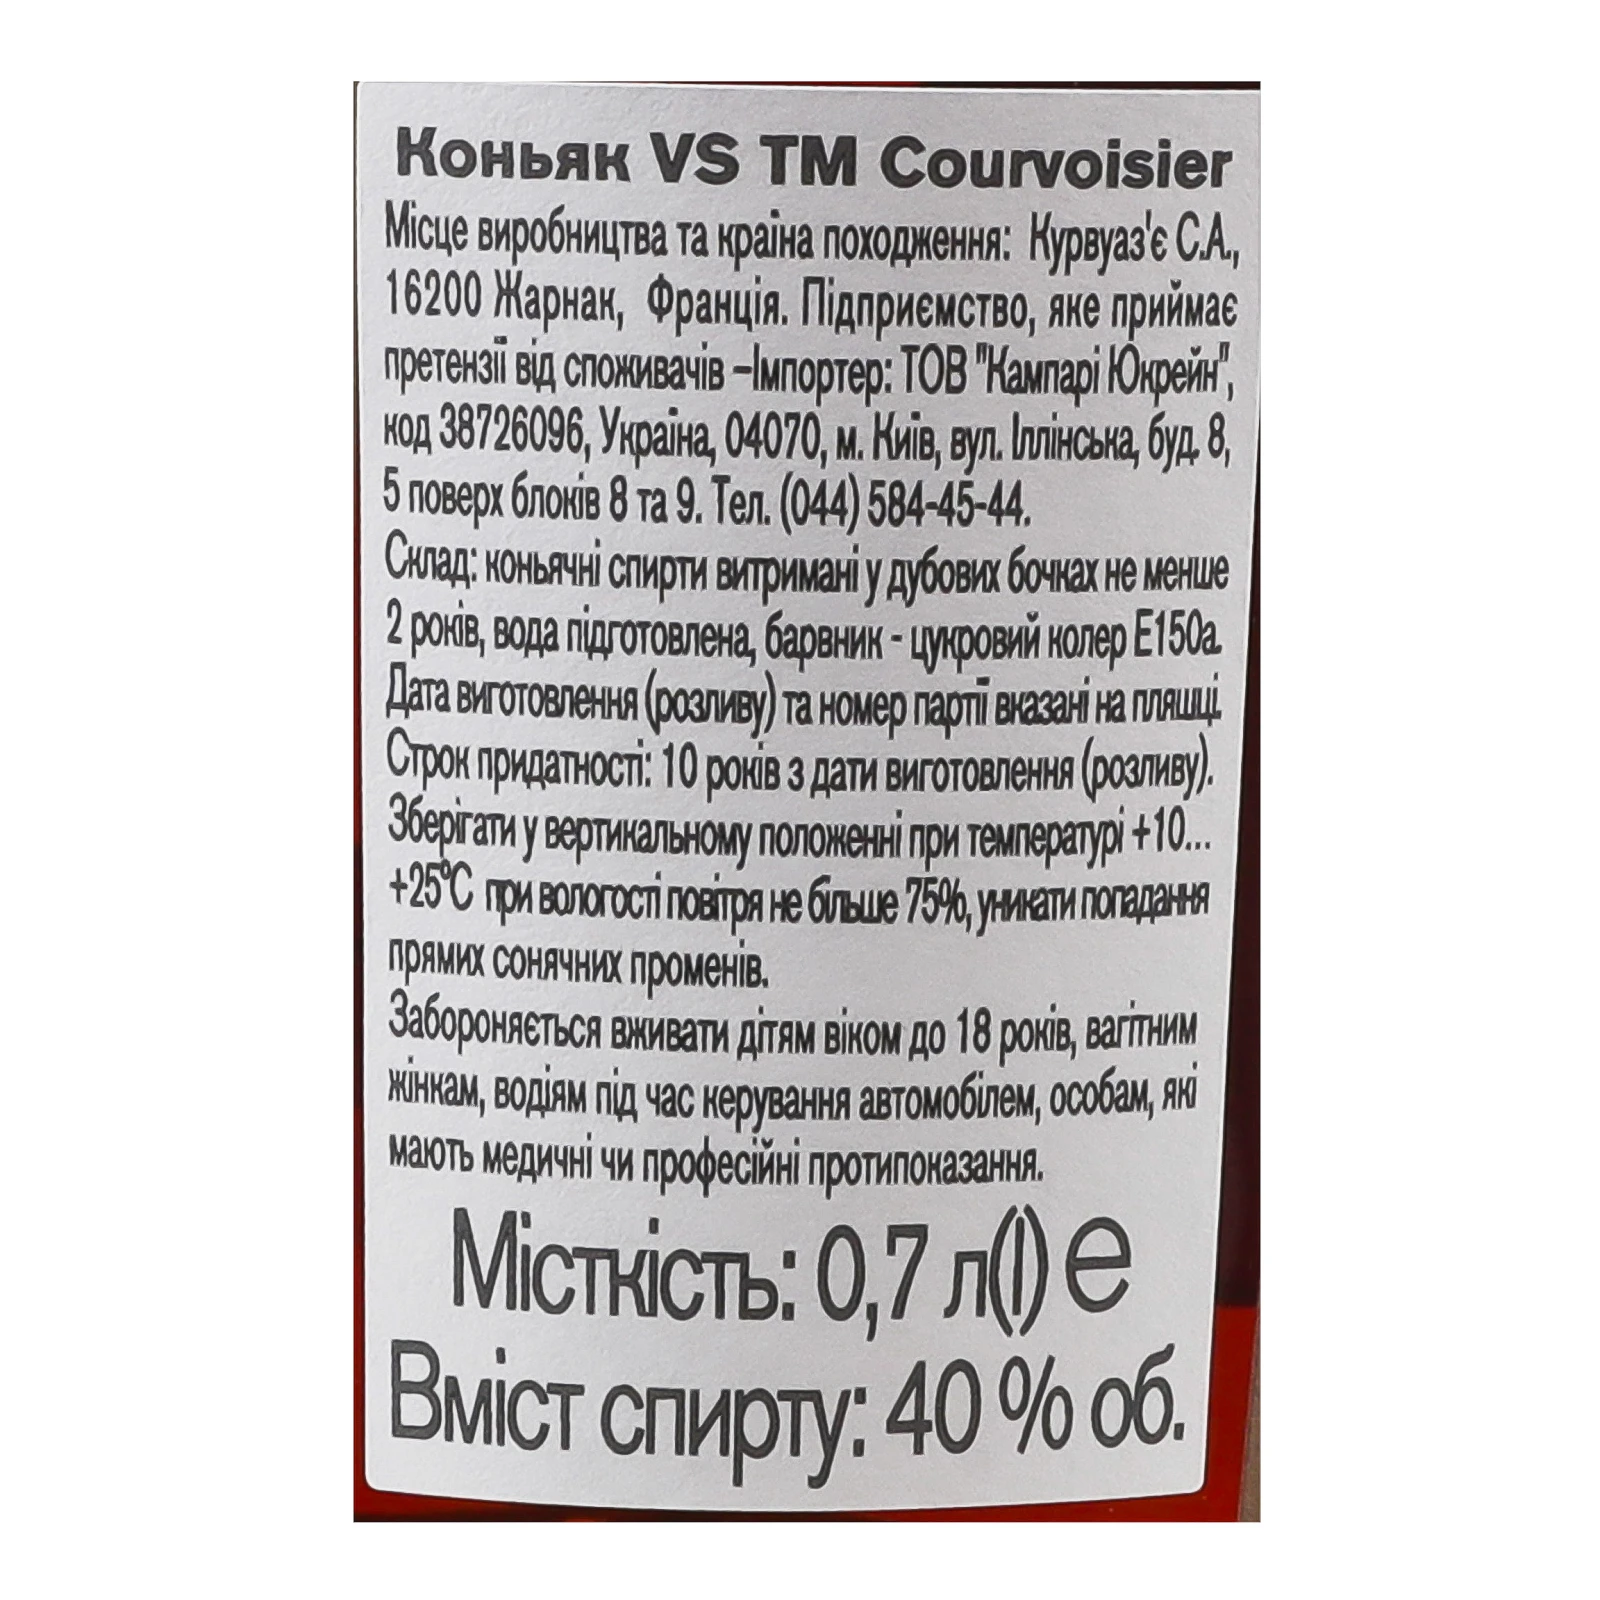 Коньяк VS TM Courvoisier
Місце виробництва та країна походження: Курвуаз'є С.А.,
16200 Жарнак, Франція. Підприємство, яке приймає
претензії від споживачів –Імпортер: ТОВ "Кампарі Юкрейн",
код 38726096, Україна, 04070, м. Київ, вул. Іллінська, буд. 8,
5 поверх блоків 8 та 9. Тел. (044) 584-45-44.
Склад: коньячні спирти витримані у дубових бочках не менше
2 років, вода підготовлена, барвник - цукровий колер Е150а.
Дата виготовлення (розливу) та номер партії вказані на пляшці.
Строк придатності: 10 років з дати виготовлення (розливу).
Зберігати у вертикальному положенні при температурі +10...
+25°С при вологості повітря не більше 75%, уникати попадання
прямих сонячних променів.
Забороняється вживати дітям віком до 18 років, вагітним
жінкам, водіям під час керування автомобілем, особам, які
мають медичні чи професійні протипоказання.
Місткість: 0,7 л(l) e
Вміст спирту: 40 % об.